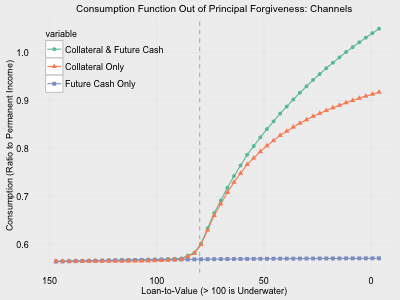 Consumption Function Out of Principal Forgiveness: Channels
variable
Collateral & Future Cash
Collateral Only
Future Cash Only
Consumption (Ratio to Permanent Income)
1.0
0.9
0.8
0.7
0.6
150 100 50 0
Loan-to-Value (> 100 is Underwater)